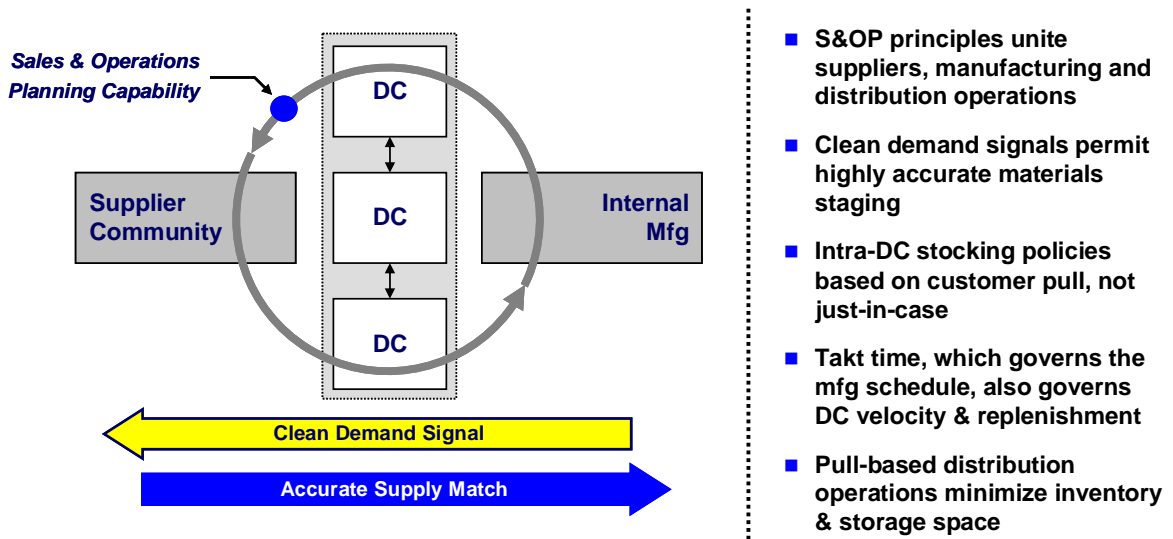 Sales & Operations
Planning Capability
DC
DC
DC
Supplier
Community
Internal
Mfg
Clean Demand Signal
Accurate Supply Match
S&OP principles unite
suppliers, manufacturing and
distribution operations
Clean demand signals permit
highly accurate materials
staging
Intra-DC stocking policies
based on customer pull, not
just-in-case
Takt time, which governs the
mfg schedule, also governs
DC velocity & replenishment
Pull-based distribution
operations minimize inventory
& storage space